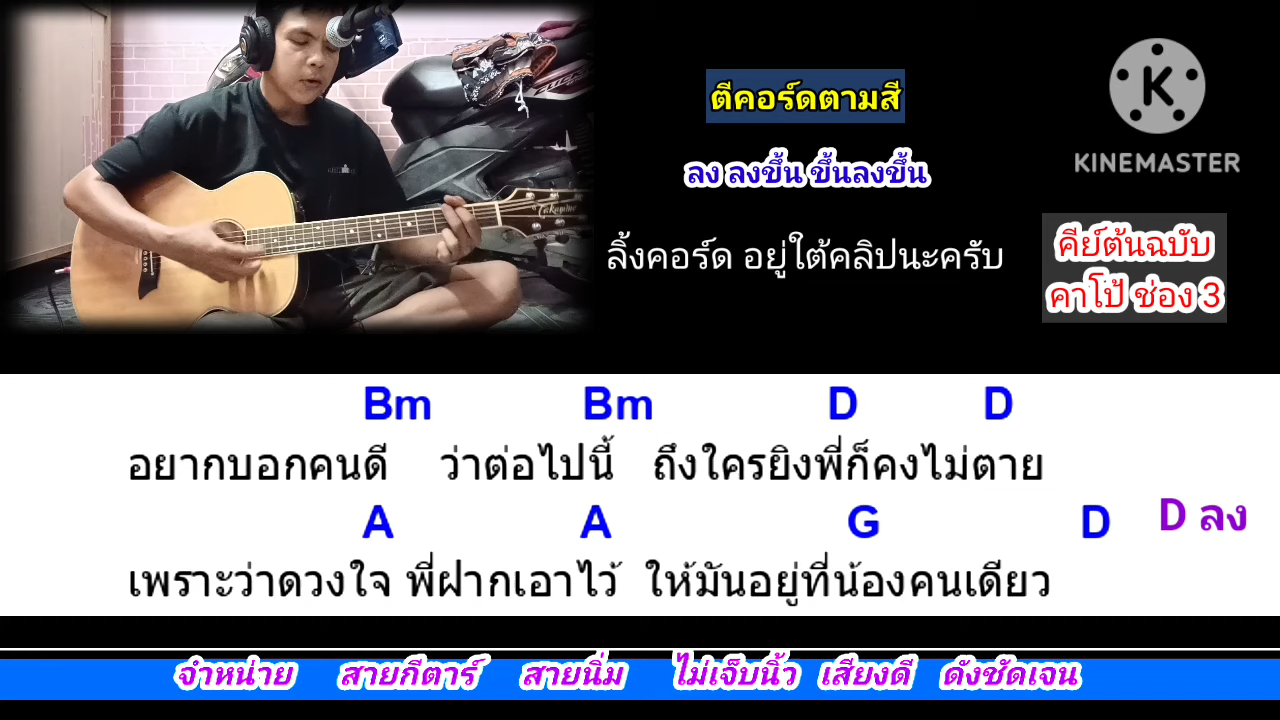 ตีคอร์ดตามสี
ลง ลงขึ้น ขึ้นลงขึ้น
ลิ้งคอร์ด อยู่ใต้คลิปนะครับ
KINEMASTER
คีย์ต้นฉบับ
คาโป้ ช่อง 3
Takamine
Bm Bm D D
อยากบอกคนดี ว่าต่อไปนี้ ถึงใครยิงพี่ก็คงไม่ตาย
A A G D D ลง
เพราะว่าดวงใจ พี่ฝากเอาไว้ ให้มันอยู่ที่น้องคนเดียว
จำหน่าย สายกีตาร์ สายนิ่ม ไม่เจ็บนิ้ว เสียงดี ดังชัดเจน